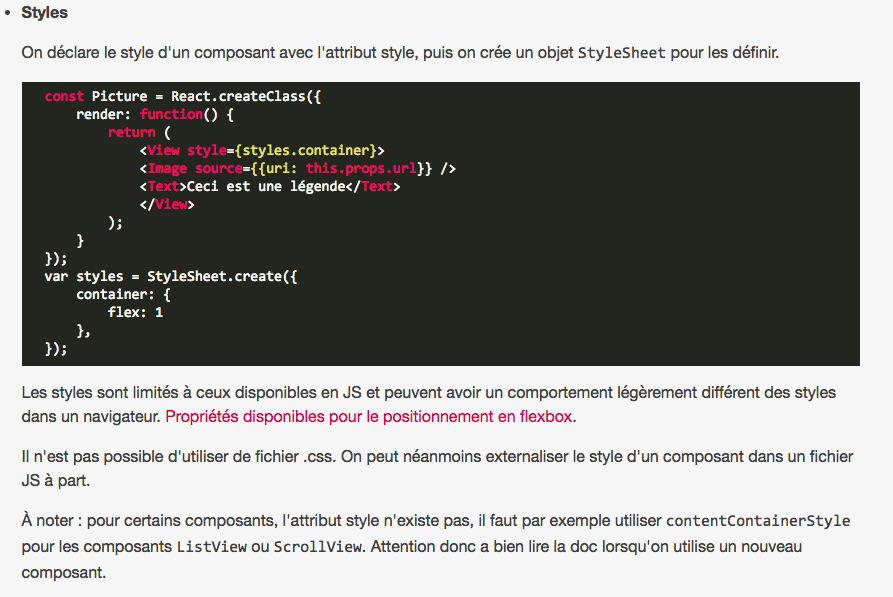 • Styles
On déclare le style d'un composant avec l'attribut style, puis on crée un objet StyleSheet pour les définir.
const Picture = React.createClass({
    render: function() {
        return (
            <View style={styles.container}>
            <Image source={{uri: this.props.url}} />
            <Text>Ceci est une légende</Text>
            </View>
        );
    }
});
var styles = StyleSheet.create({
    container: {
        flex: 1
    },
});
Les styles sont limités à ceux disponibles en JS et peuvent avoir un comportement légèrement différent des styles
dans un navigateur. Propriétés disponibles pour le positionnement en flexbox.
Il n'est pas possible d'utiliser de fichier .css. On peut néanmoins externaliser le style d'un composant dans un fichier
JS à part.
À noter : pour certains composants, l'attribut style n'existe pas, il faut par exemple utiliser contentContainerStyle
pour les composants ListView ou ScrollView. Attention donc a bien lire la doc lorsqu'on utilise un nouveau
composant.